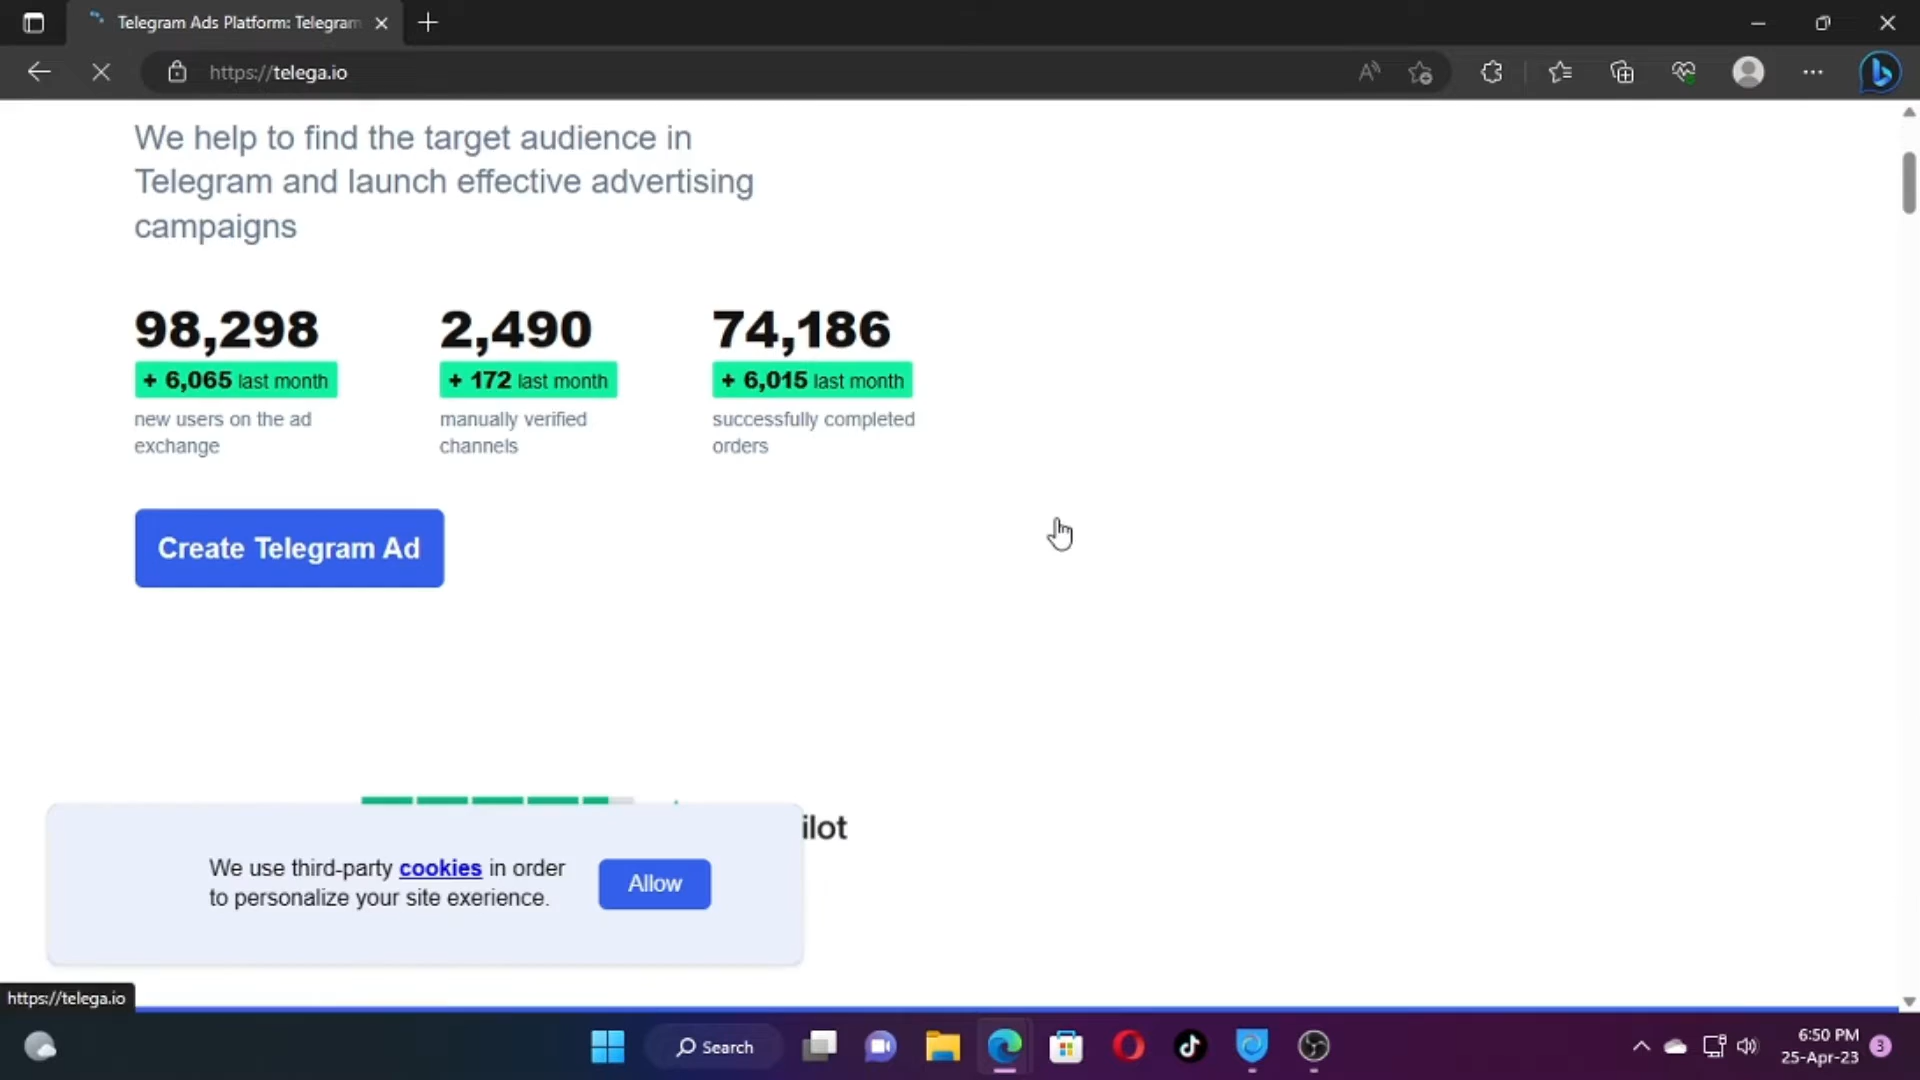 Telegram Ads Platform: Telegram
https://telega.io
We help to find the target audience in
Telegram and launch effective advertising
campaigns
98,298
2,490
74,186
+ 6,065 last month
+ 172 last month
+ 6,015 last month
new users on the ad
exchange
manually verified
channels
successfully completed
orders
Create Telegram Ad
ilot
We use third-party cookies in order
to personalize your site exerience.
Allow
https://telega.io
Search
6:50 PM
25-Apr-23
3